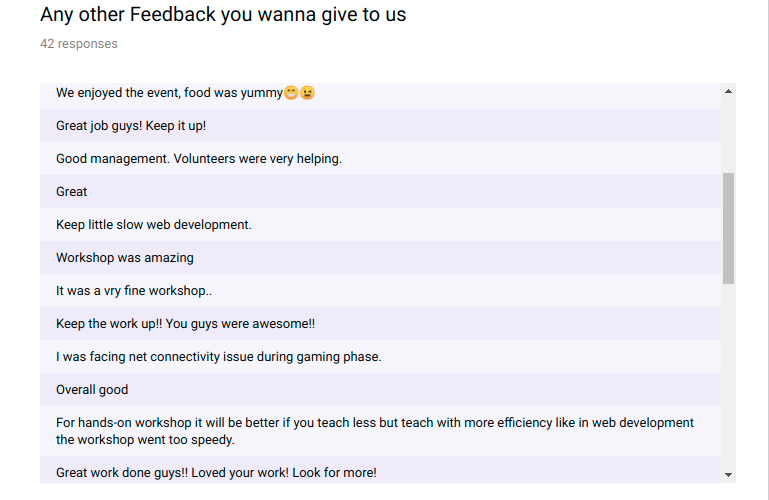 Any other Feedback you wanna give to us
42 responses
We enjoyed the event, food was yummy😁😉
Great job guys! Keep it up!
Good management. Volunteers were very helping.
Great
Keep little slow web development.
Workshop was amazing
It was a vry fine workshop..
Keep the work up!! You guys were awesome!!
I was facing net connectivity issue during gaming phase.
Overall good
For hands-on workshop it will be better if you teach less but teach with more efficiency like in web development
the workshop went too speedy.
Great work done guys!! Loved your work! Look for more!